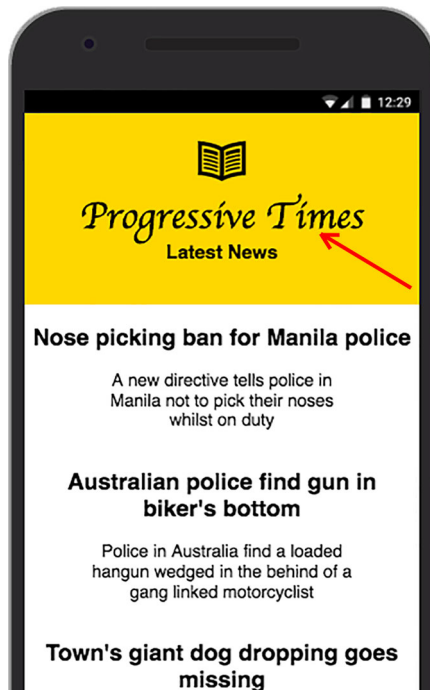 12:29
Progressive Times
Latest News
Nose picking ban for Manila police
A new directive tells police in
Manila not to pick their noses
whilst on duty
Australian police find gun in
biker's bottom
Police in Australia find a loaded
hangun wedged in the behind of a
gang linked motorcyclist
Town's giant dog dropping goes
missing